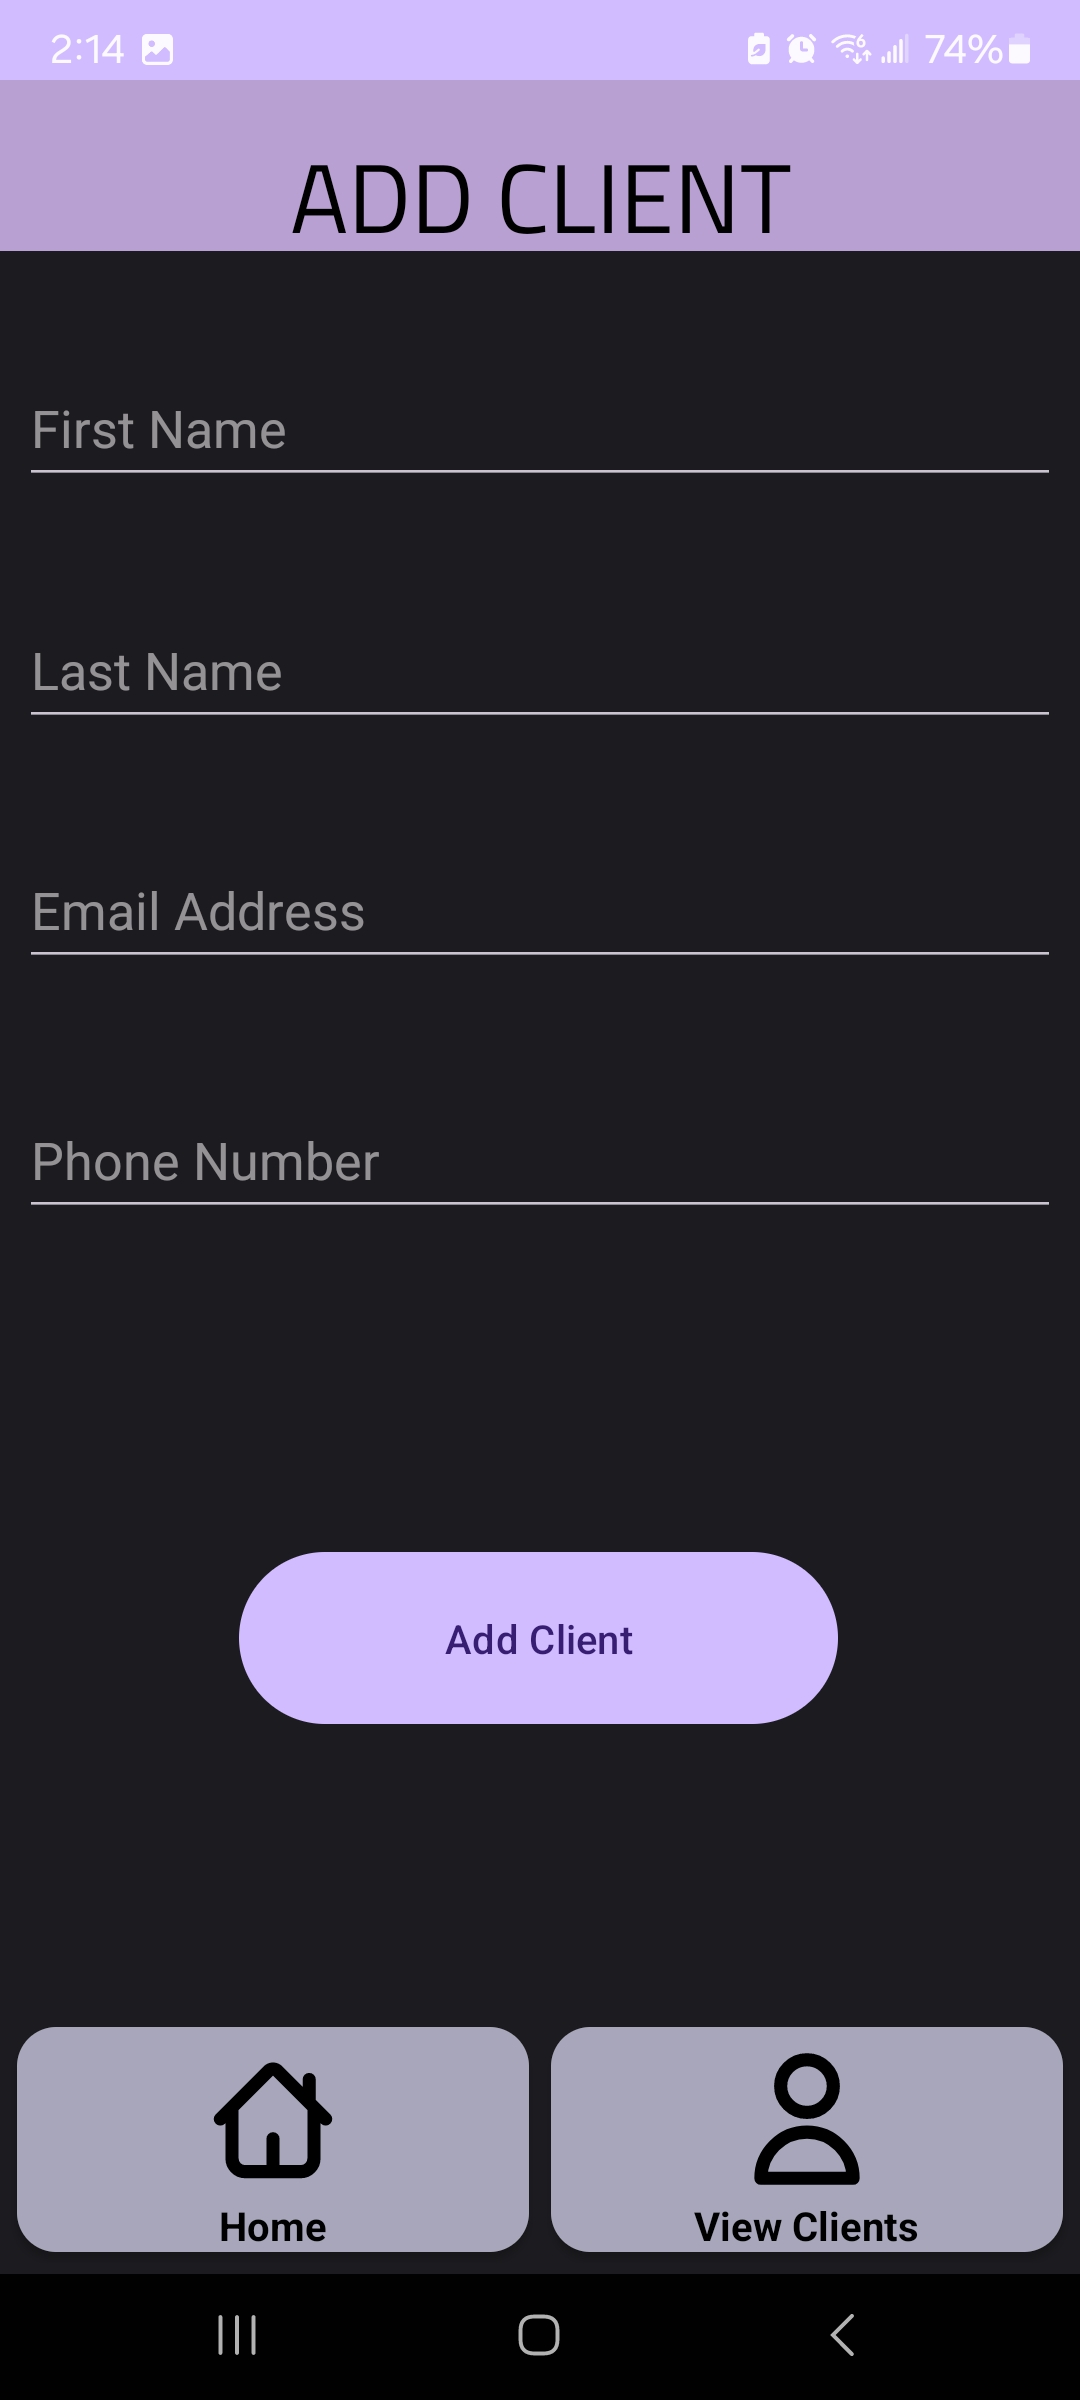 2:14 74%
ADD CLIENT
First Name
Last Name
Email Address
Phone Number
Add Client
Home View Clients